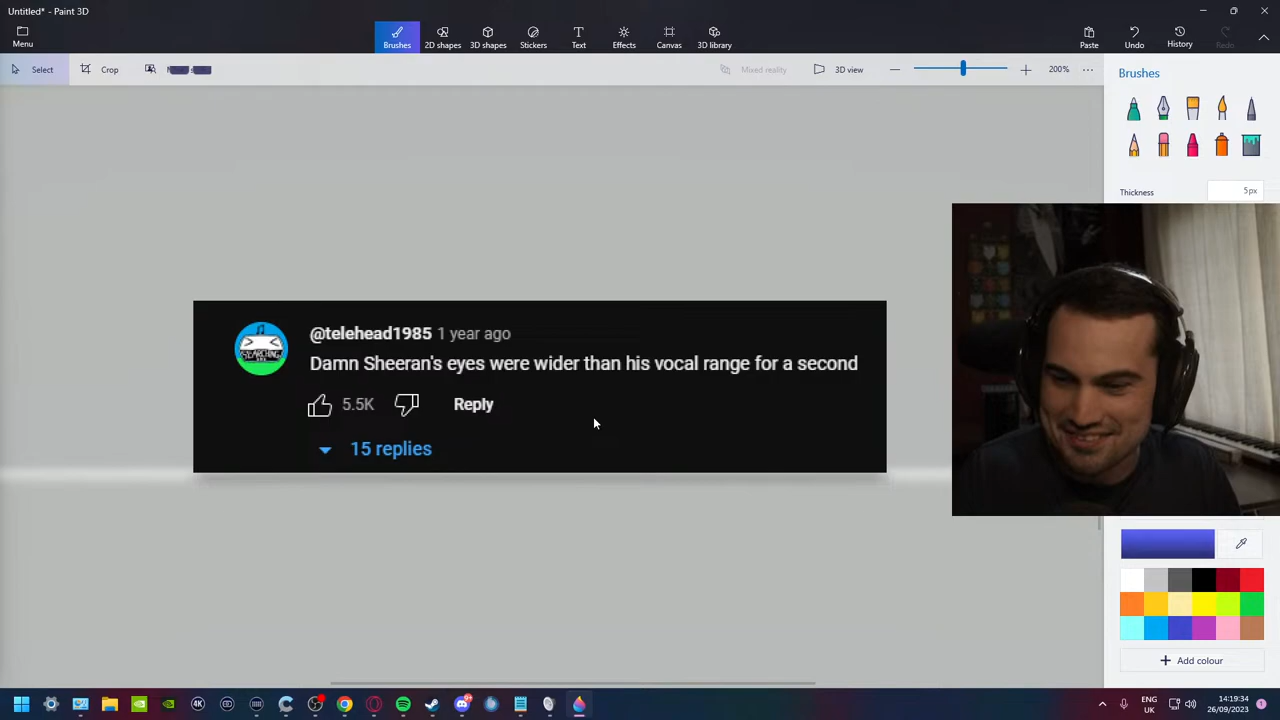 Untitled* - Paint 3D
Menu
Brushes
2D shapes
3D shapes
Stickers
Text
Effects
Canvas
3D library
Paste
Undo
History
Redo
Select
Crop
Mixed reality
3D view
200%
Brushes
Thickness
5px
@telehead1985 1 year ago
Damn Sheeran's eyes were wider than his vocal range for a second
5.5K
Reply
15 replies
Add colour
ENG
UK
14:19:34
26/09/2023